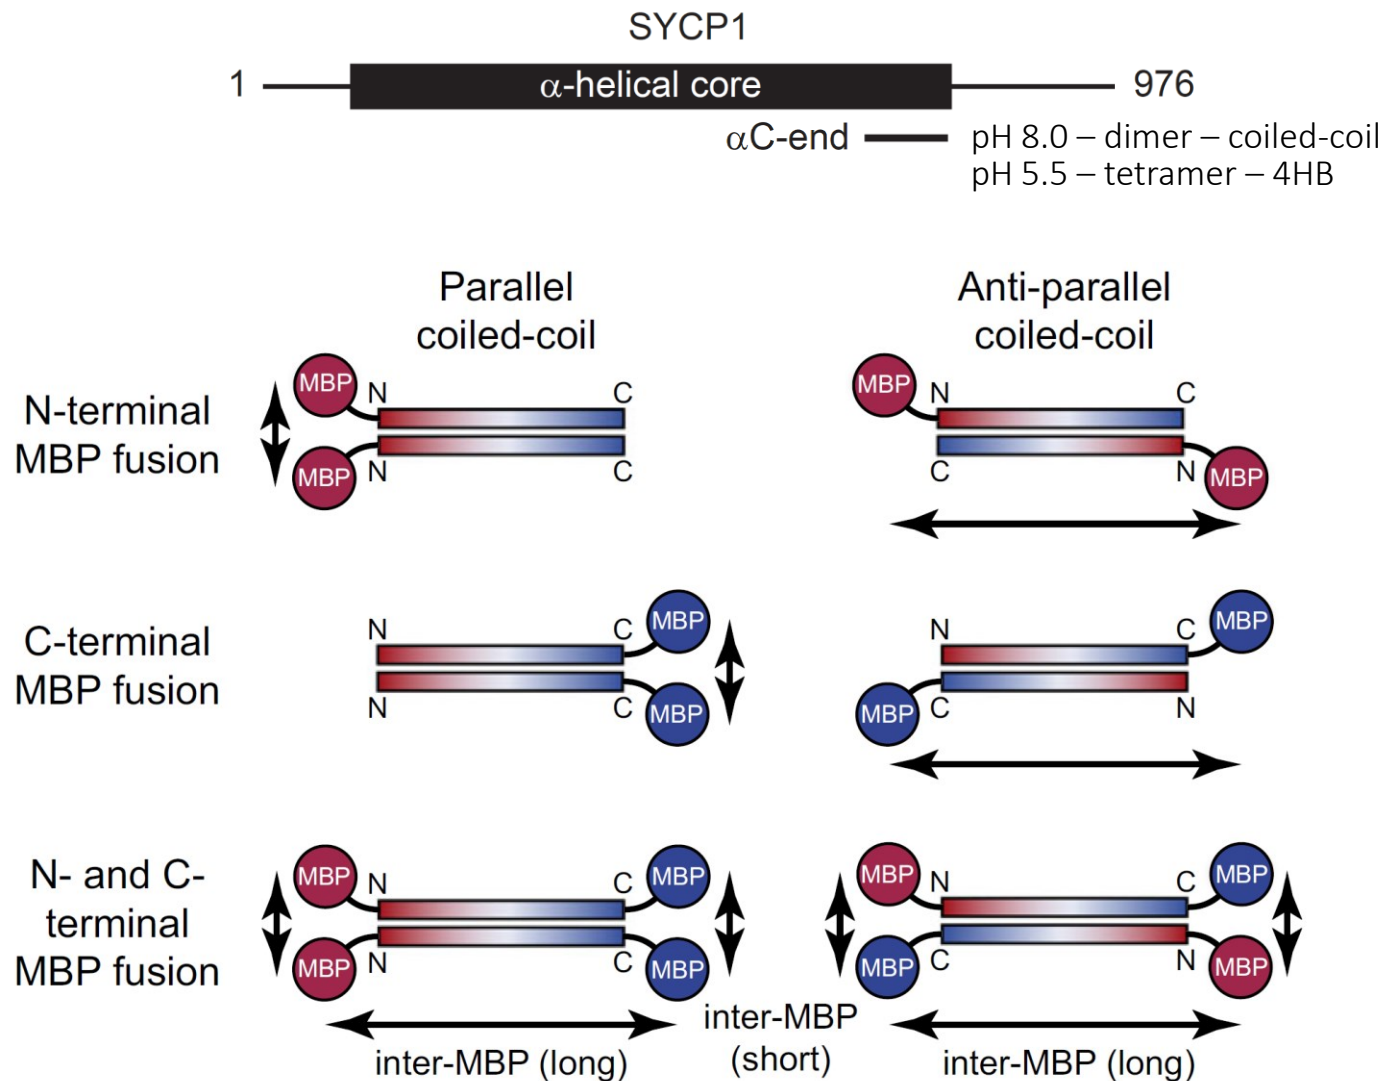 SYCP1
1 α-helical core 976
αC-end pH 8.0 – dimer – coiled-coil
pH 5.5 – tetramer – 4HB
Parallel
coiled-coil
Anti-parallel
coiled-coil
N-terminal
MBP fusion
MBP N C
MBP N C
MBP N C
C N MBP
C-terminal
MBP fusion
N C MBP
N C MBP
N C MBP
MBP C N
N- and C-
terminal
MBP fusion
MBP N C MBP
MBP N C MBP
MBP N C MBP
MBP C N MBP
inter-MBP (long)
inter-MBP
(short)
inter-MBP (long)